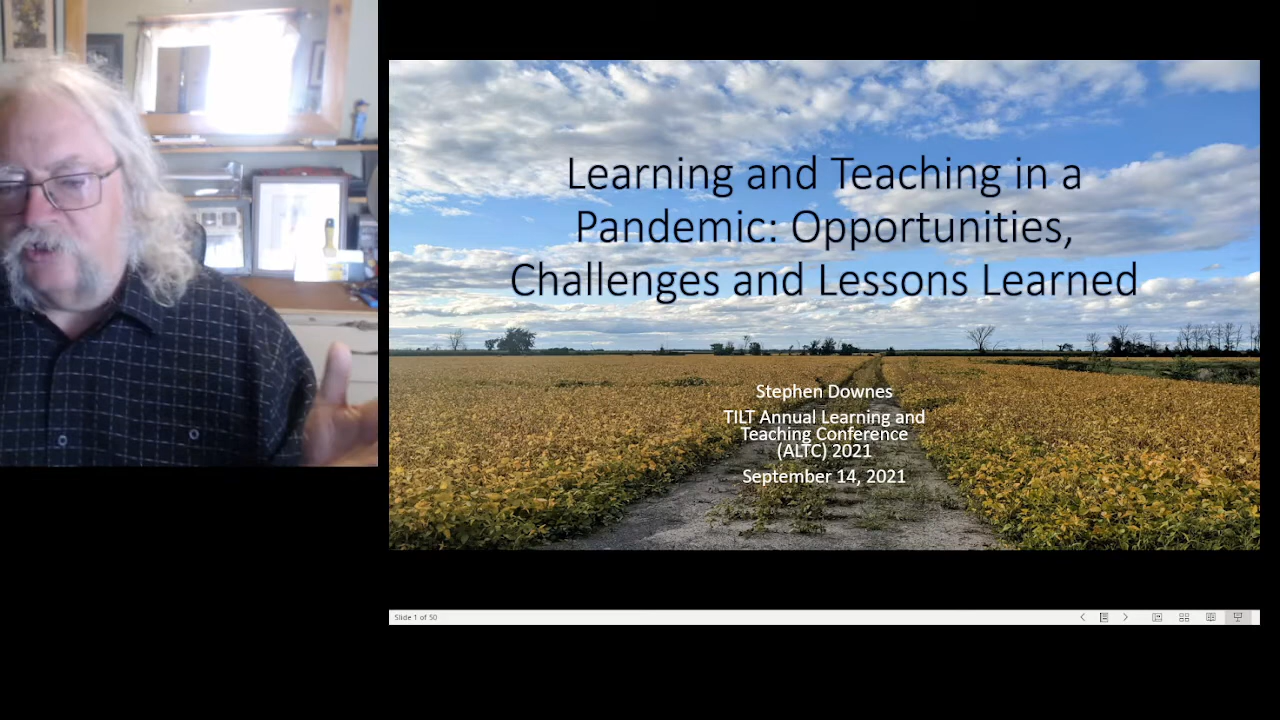 Learning and Teaching in a
Pandemic: Opportunities,
Challenges and Lessons Learned
Stephen Downes
TILT Annual Learning and
Teaching Conference
(ALTC) 2021
September 14, 2021
Slide 1 of 50